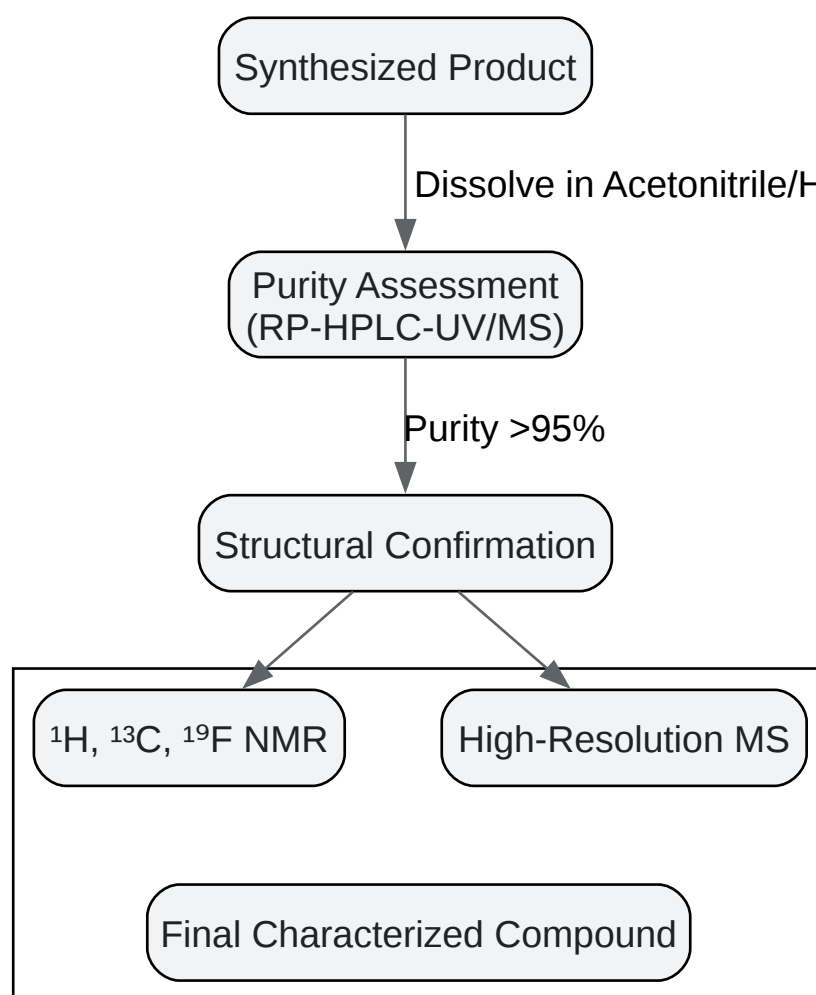 Synthesized Product
Dissolve in Acetonitrile/H
Purity Assessment
(RP-HPLC-UV/MS)
Purity >95%
Structural Confirmation
¹H, ¹³C, ¹⁹F NMR
High-Resolution MS
Final Characterized Compound